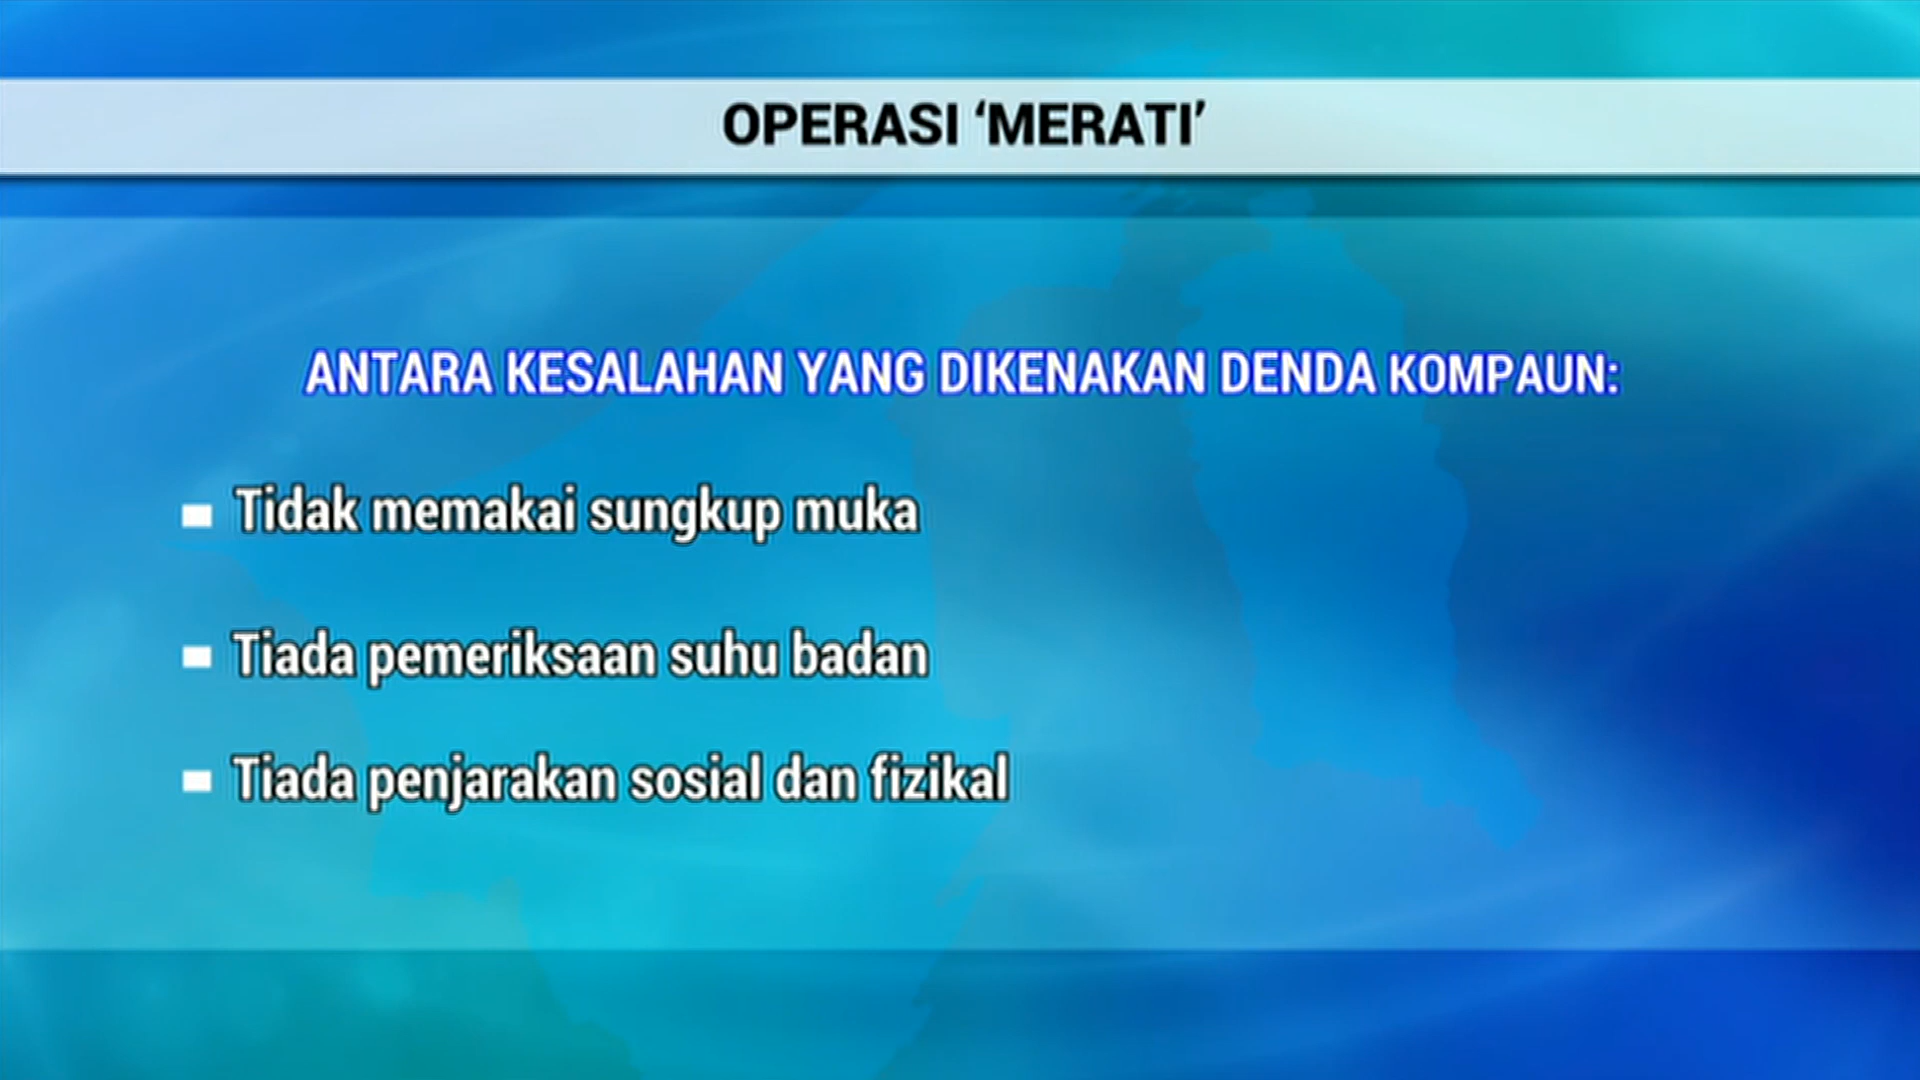 OPERASI ‘MERATI’
ANTARA KESALAHAN YANG DIKENAKAN DENDA KOMPAUN:
Tidak memakai sungkup muka
Tiada pemeriksaan suhu badan
Tiada penjarakan sosial dan fizikal